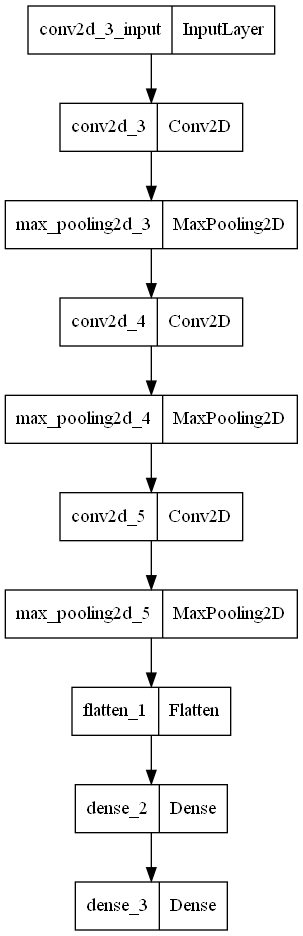 conv2d_3_input InputLayer
conv2d_3 Conv2D
max_pooling2d_3 MaxPooling2D
conv2d_4 Conv2D
max_pooling2d_4 MaxPooling2D
conv2d_5 Conv2D
max_pooling2d_5 MaxPooling2D
flatten_1 Flatten
dense_2 Dense
dense_3 Dense